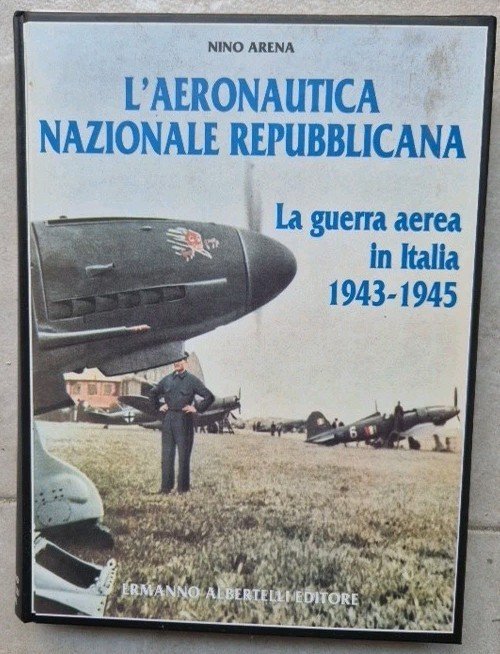 NINO ARENA
L'AERONAUTICA
NAZIONALE REPUBBLICANA
La guerra aerea
in Italia
1943-1945
ERMANNO ALBERTELLI EDITORE